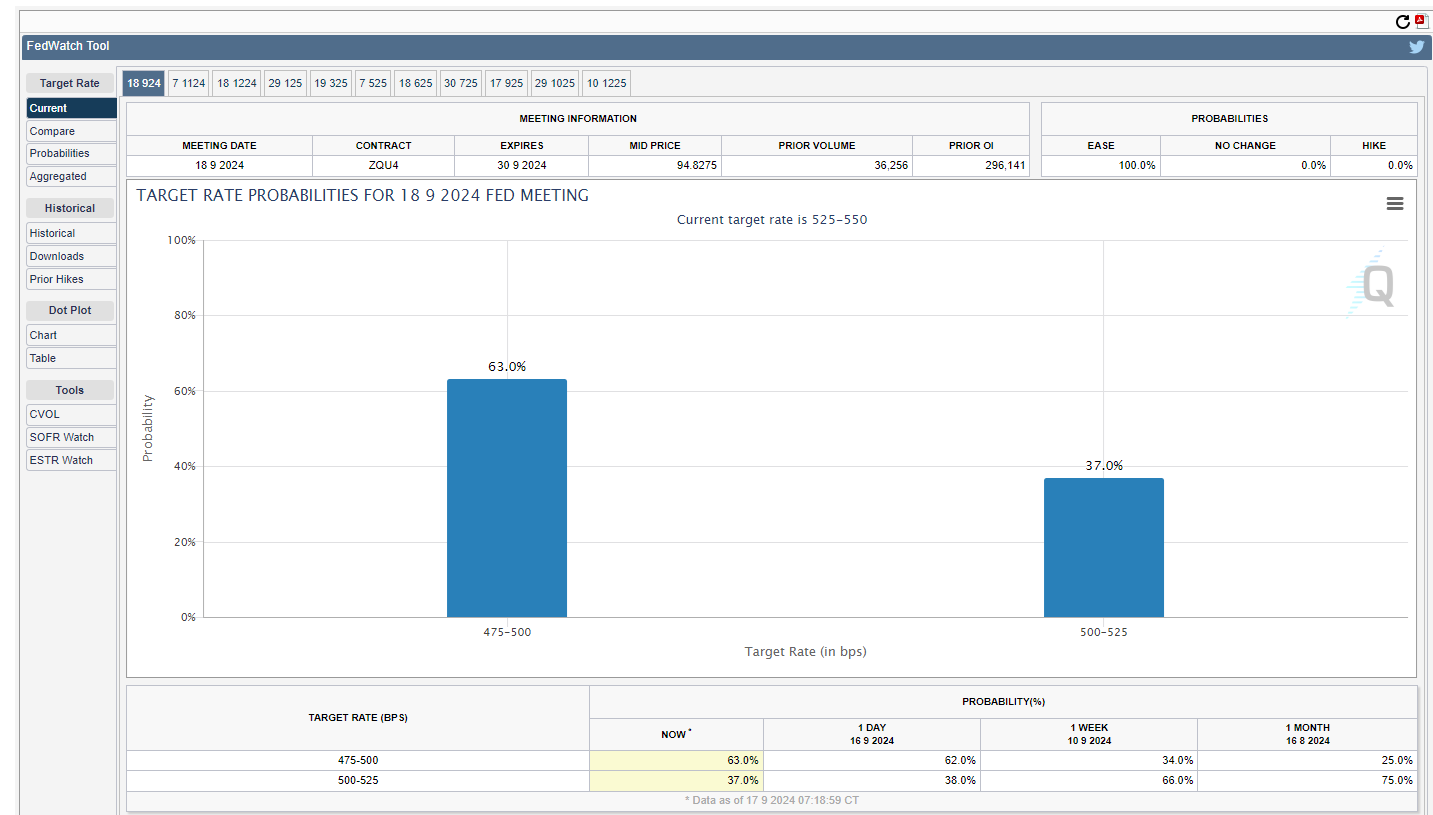 FedWatch Tool
Target Rate
Current
Compare
Probabilities
Aggregated
Historical
Historical
Downloads
Prior Hikes
Dot Plot
Chart
Table
Tools
CVOL
SOFR Watch
ESTR Watch
18 924 7 1124 18 1224 29 125 19 325 7 525 18 625 30 725 17 925 29 1025 10 1225
MEETING INFORMATION
MEETING DATE CONTRACT EXPIRES MID PRICE PRIOR VOLUME PRIOR OI
18 9 2024 ZQU4 30 9 2024 94.8275 36,256 296,141
PROBABILITIES
EASE NO CHANGE HIKE
100.0% 0.0% 0.0%
TARGET RATE PROBABILITIES FOR 18 9 2024 FED MEETING
Current target rate is 525-550
Probability
100%
80%
60%
40%
20%
0%
63.0%
37.0%
Q
475-500 500-525
Target Rate (in bps)
TARGET RATE (BPS) PROBABILITY(%)
NOW * 1 DAY 1 WEEK 1 MONTH
16 9 2024 10 9 2024 16 8 2024
475-500 63.0% 62.0% 34.0% 25.0%
500-525 37.0% 38.0% 66.0% 75.0%
* Data as of 17 9 2024 07:18:59 CT